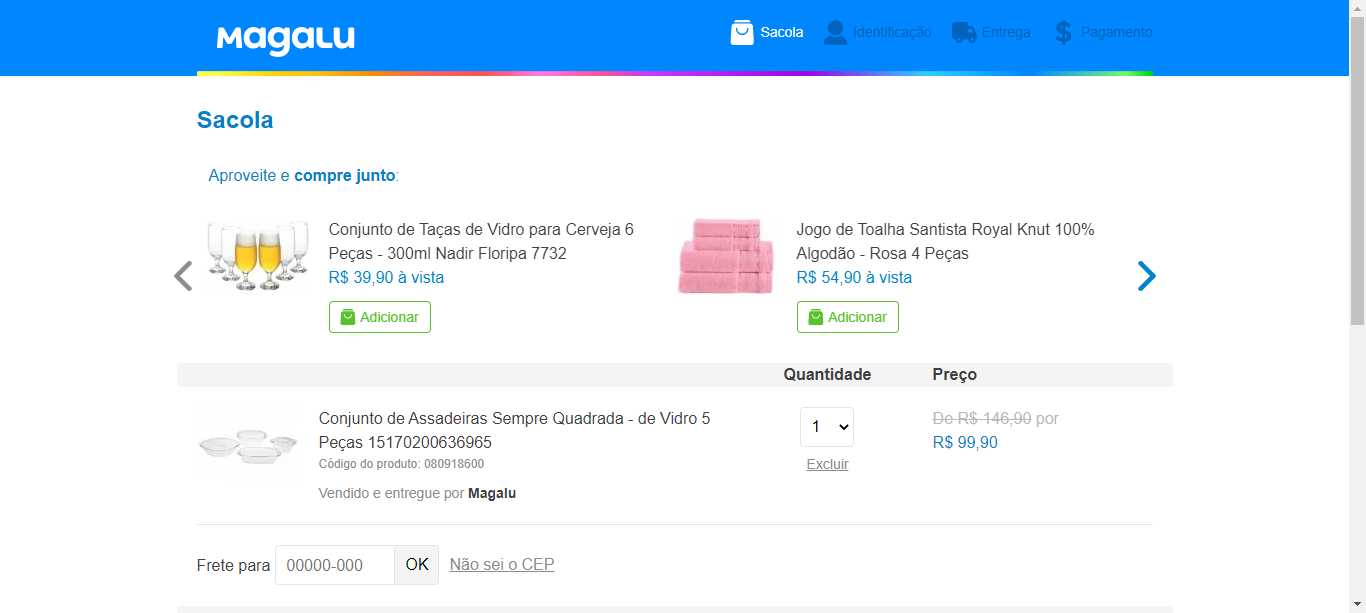 Magalu
Sacola
Identificação
Entrega
Pagamento
Sacola
Aproveite e compre junto:
Conjunto de Taças de Vidro para Cerveja 6
Peças - 300ml Nadir Floripa 7732
R$ 39,90 à vista
Adicionar
Jogo de Toalha Santista Royal Knut 100%
Algodão - Rosa 4 Peças
R$ 54,90 à vista
Adicionar
Quantidade
Preço
Conjunto de Assadeiras Sempre Quadrada - de Vidro 5
Peças 15170200636965
Código do produto: 080918600
Vendido e entregue por Magalu
1
Excluir
De R$ 146,90 por
R$ 99,90
Frete para
00000-000
OK
Não sei o CEP